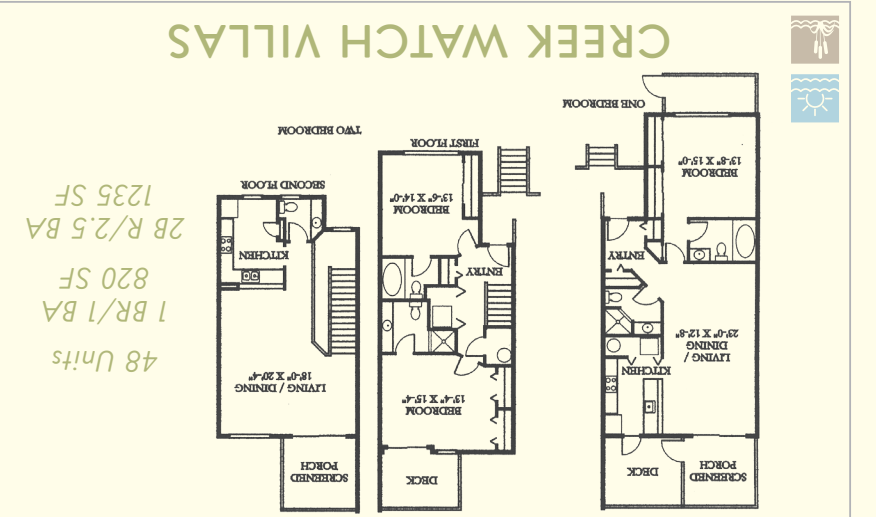 SCREENED
PORCH
DECK
KITCHEN
LIVING /
DINING
23'-0" X 12'-8"
ENTRY
BEDROOM
13'-8" X 15'-0"
ONE BEDROOM
DECK
BEDROOM
13'-4" X 15'-4"
ENTRY
BEDROOM
13'-6" X 14'-0"
FIRST FLOOR
SCREENED
PORCH
LIVING / DINING
18'-0" X 20'-4"
KITCHEN
SECOND FLOOR
TWO BEDROOM
48 Units
1 BR/1 BA
820 SF
2B R/2.5 BA
1235 SF
CREEK WATCH VILLAS